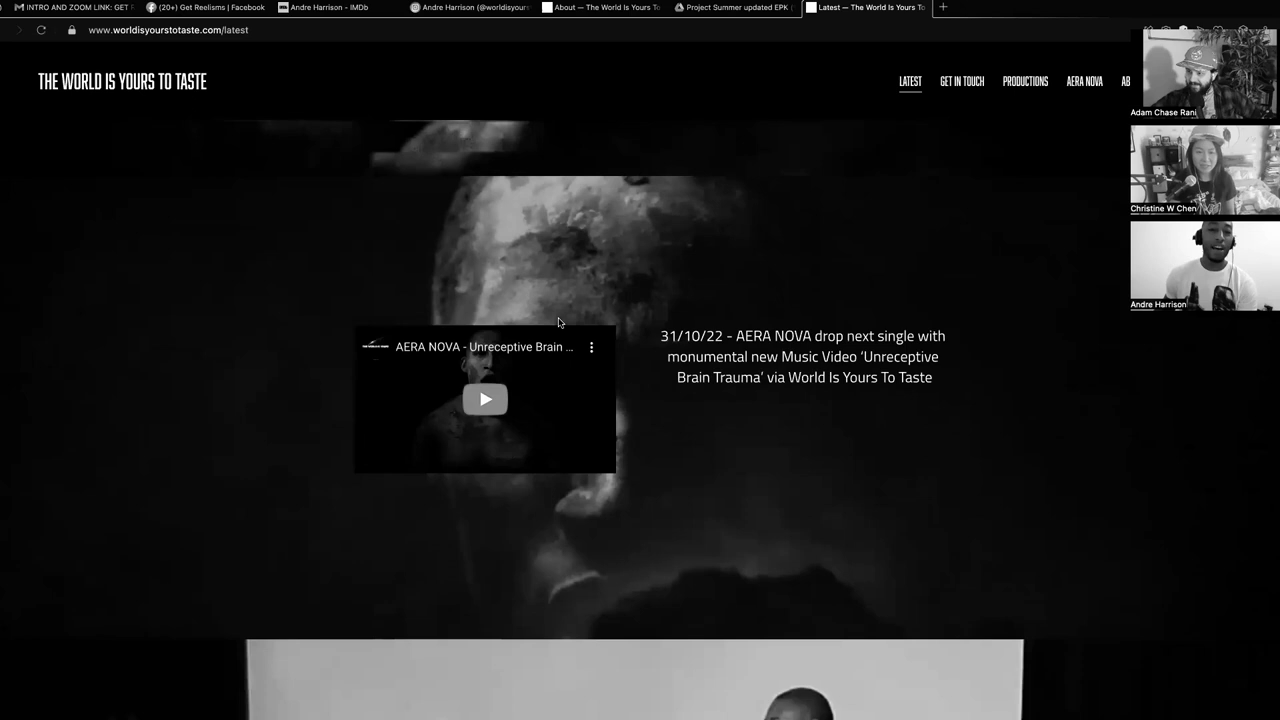 INTRO AND ZOOM LINK: GET R
(20+) Get Reelisms | Facebook
Andre Harrison - IMDb
Andre Harrison (@worldisyours
About — The World Is Yours To
Project Summer updated EPK (
Latest — The World Is Yours To
www.worldisyourstotaste.com/latest
THE WORLD IS YOURS TO TASTE
LATEST GET IN TOUCH PRODUCTIONS AERA NOVA AB
Adam Chase Rani
Christine W Chen
Andre Harrison
AERA NOVA - Unreceptive Brain ...
31/10/22 - AERA NOVA drop next single with
monumental new Music Video ‘Unreceptive
Brain Trauma’ via World Is Yours To Taste